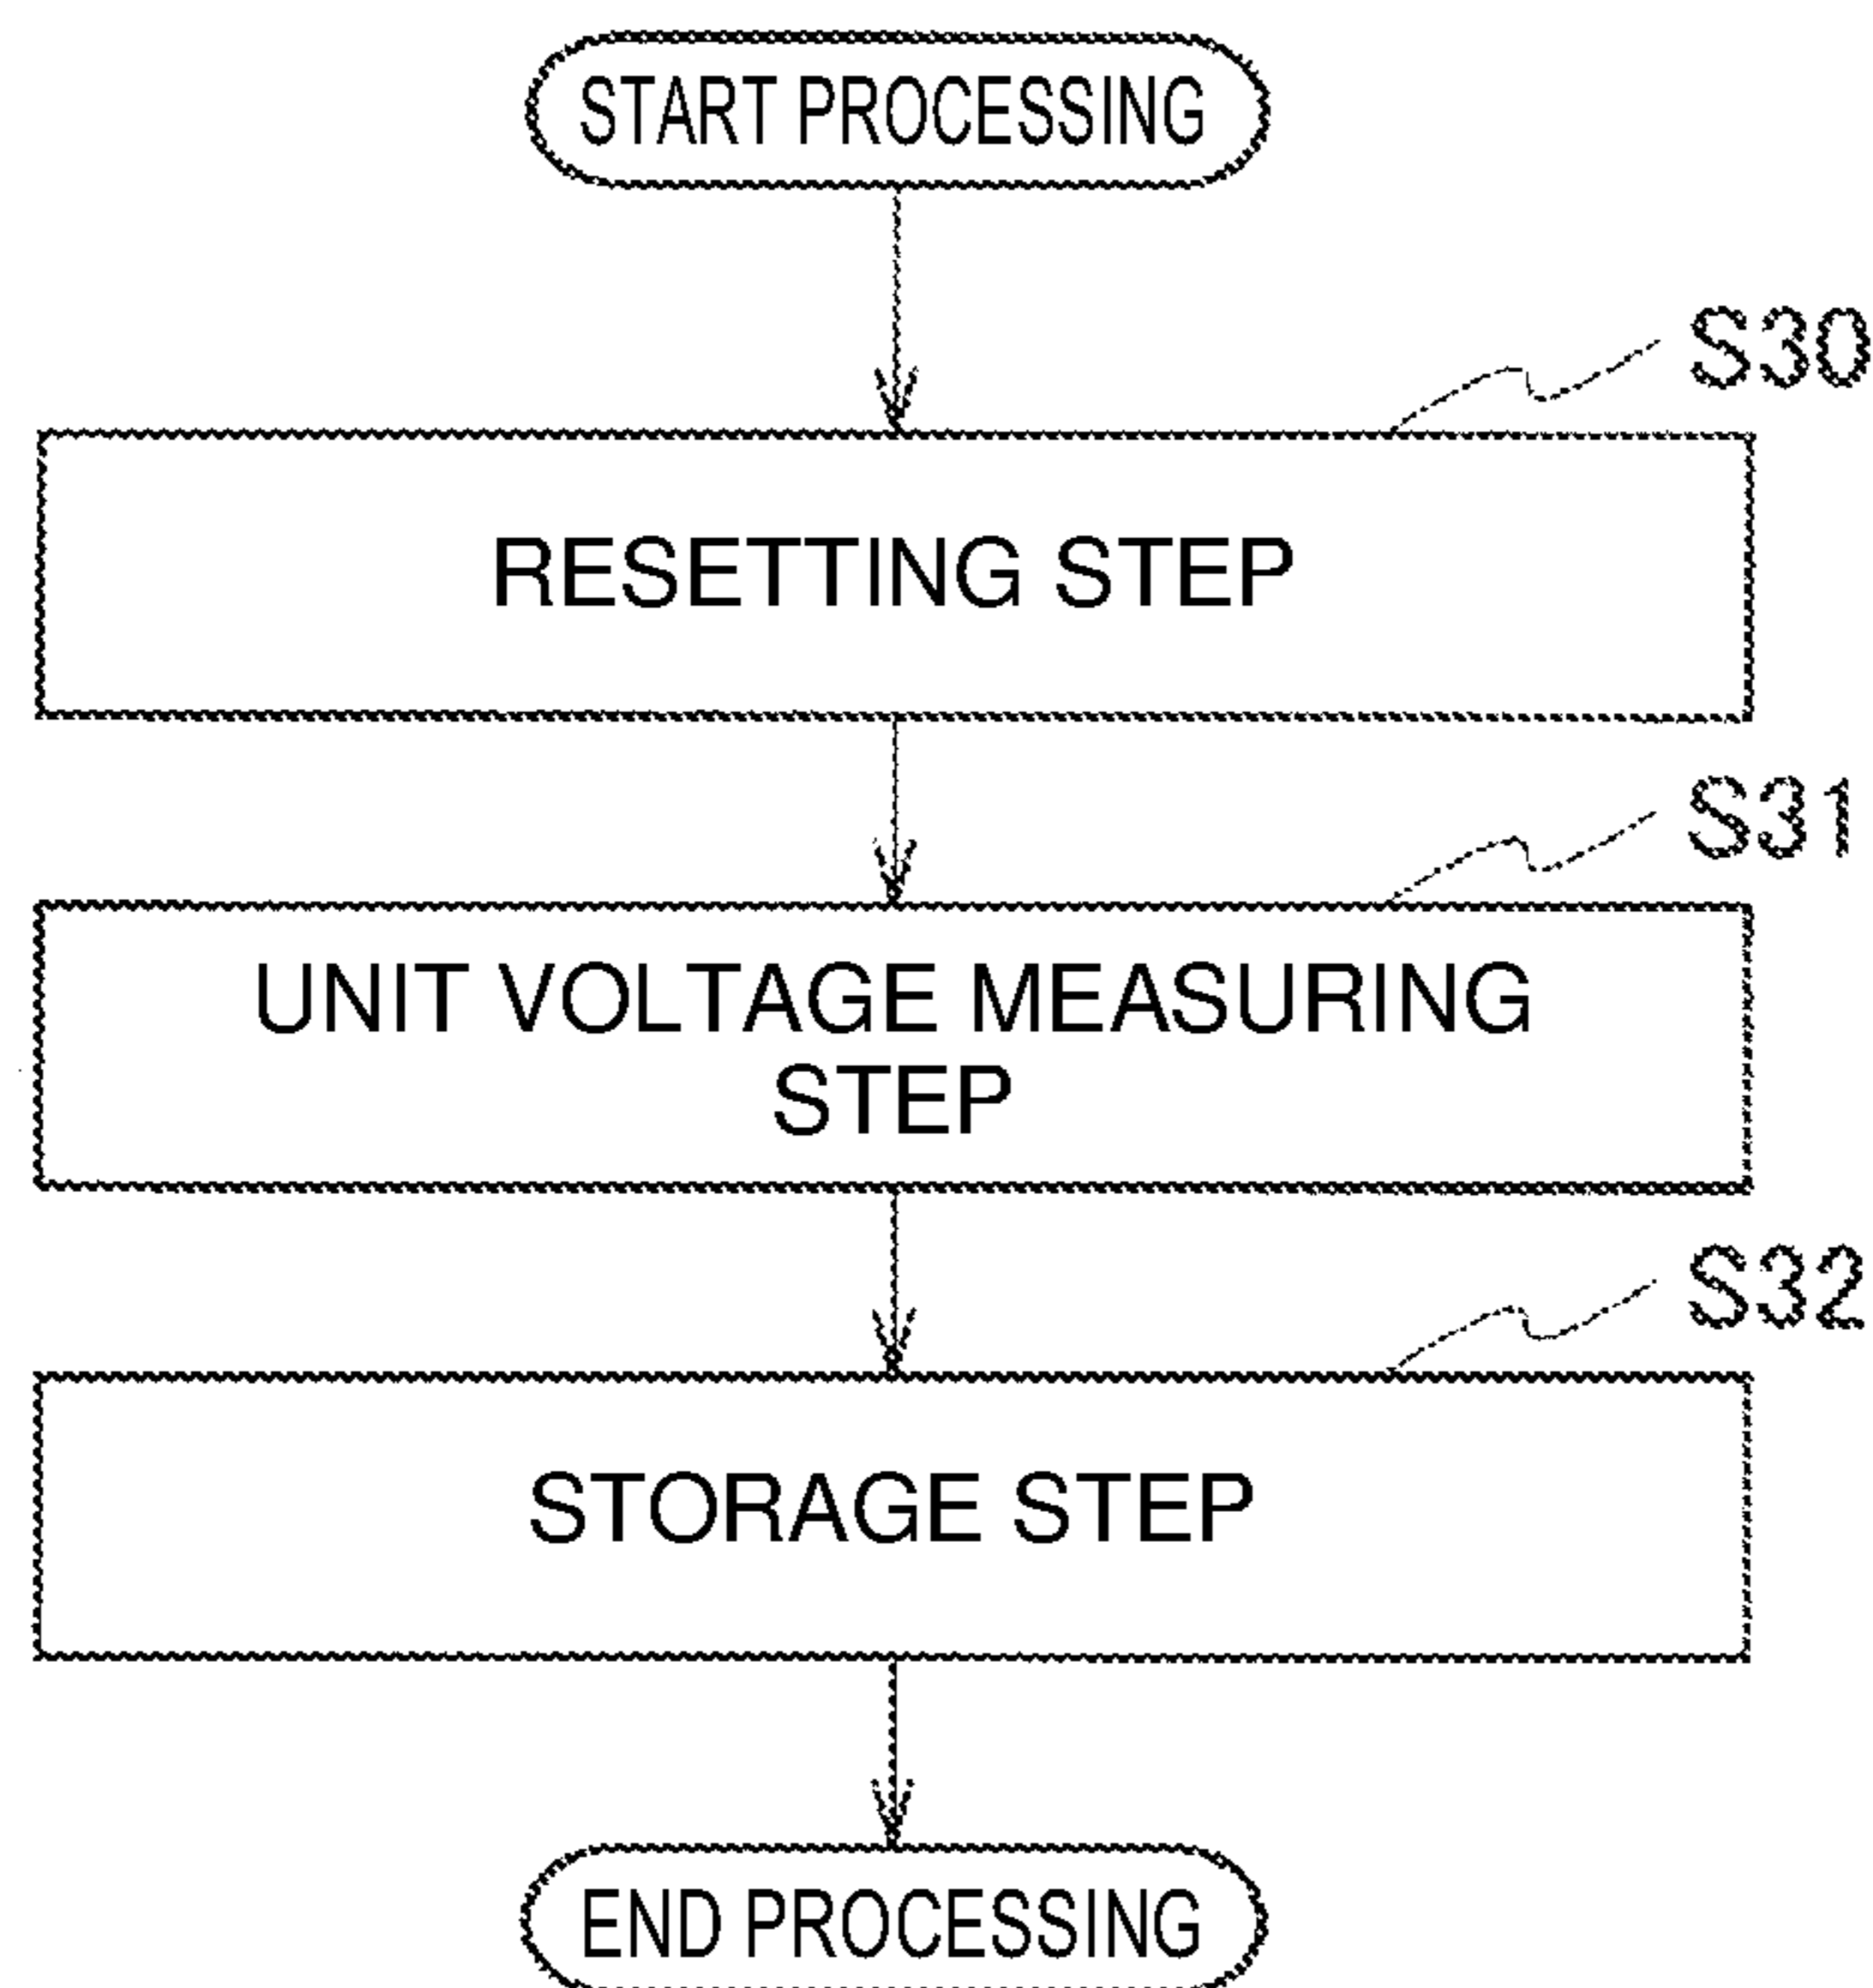 START PROCESSING
S30
RESETTING STEP
S31
UNIT VOLTAGE MEASURING
STEP
S32
STORAGE STEP
END PROCESSING